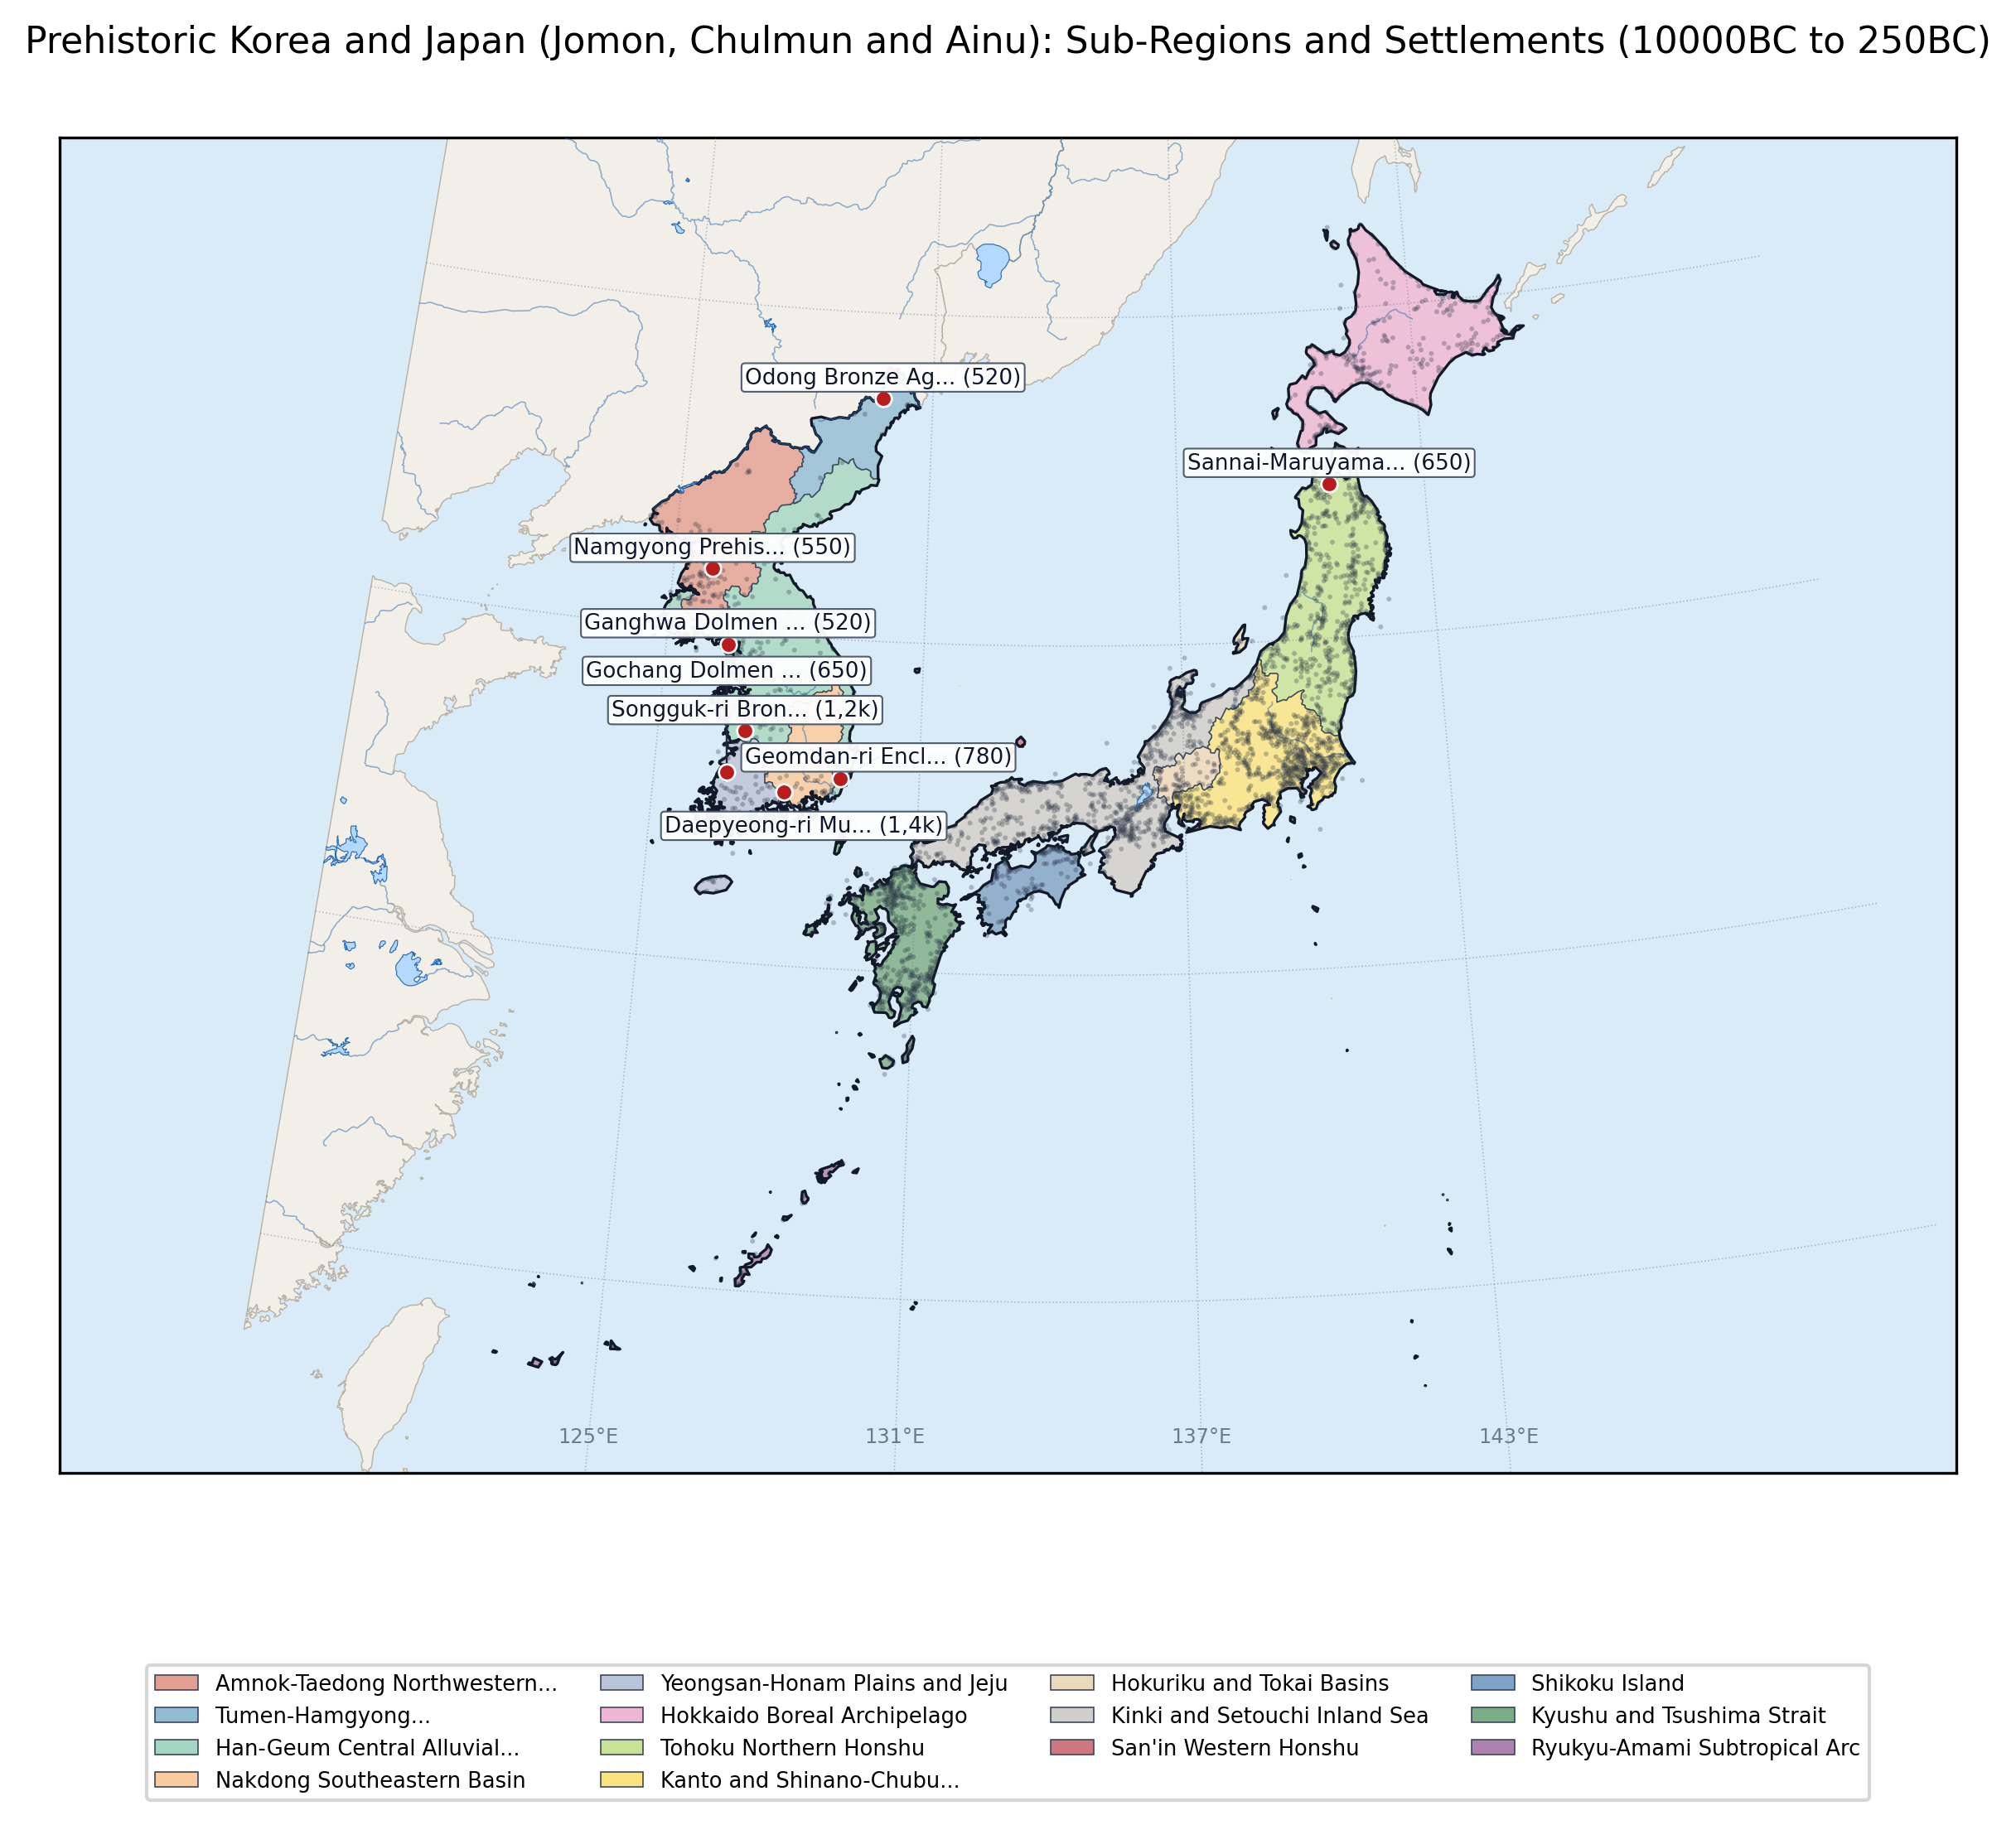 Prehistoric Korea and Japan (Jomon, Chulmun and Ainu): Sub-Regions and Settlements (10000BC to 250BC)
Odong Bronze Ag... (520)
Sannai-Maruyama... (650)
Namgyong Prehis... (550)
Ganghwa Dolmen ... (520)
Gochang Dolmen ... (650)
Songguk-ri Bron... (1,2k)
Geomdan-ri Encl... (780)
Daepyeong-ri Mu... (1,4k)
125°E
131°E
137°E
143°E
Amnok-Taedong Northwestern...
Tumen-Hamgyong...
Han-Geum Central Alluvial...
Nakdong Southeastern Basin
Yeongsan-Honam Plains and Jeju
Hokkaido Boreal Archipelago
Tohoku Northern Honshu
Kanto and Shinano-Chubu...
Hokuriku and Tokai Basins
Kinki and Setouchi Inland Sea
San'in Western Honshu
Shikoku Island
Kyushu and Tsushima Strait
Ryukyu-Amami Subtropical Arc